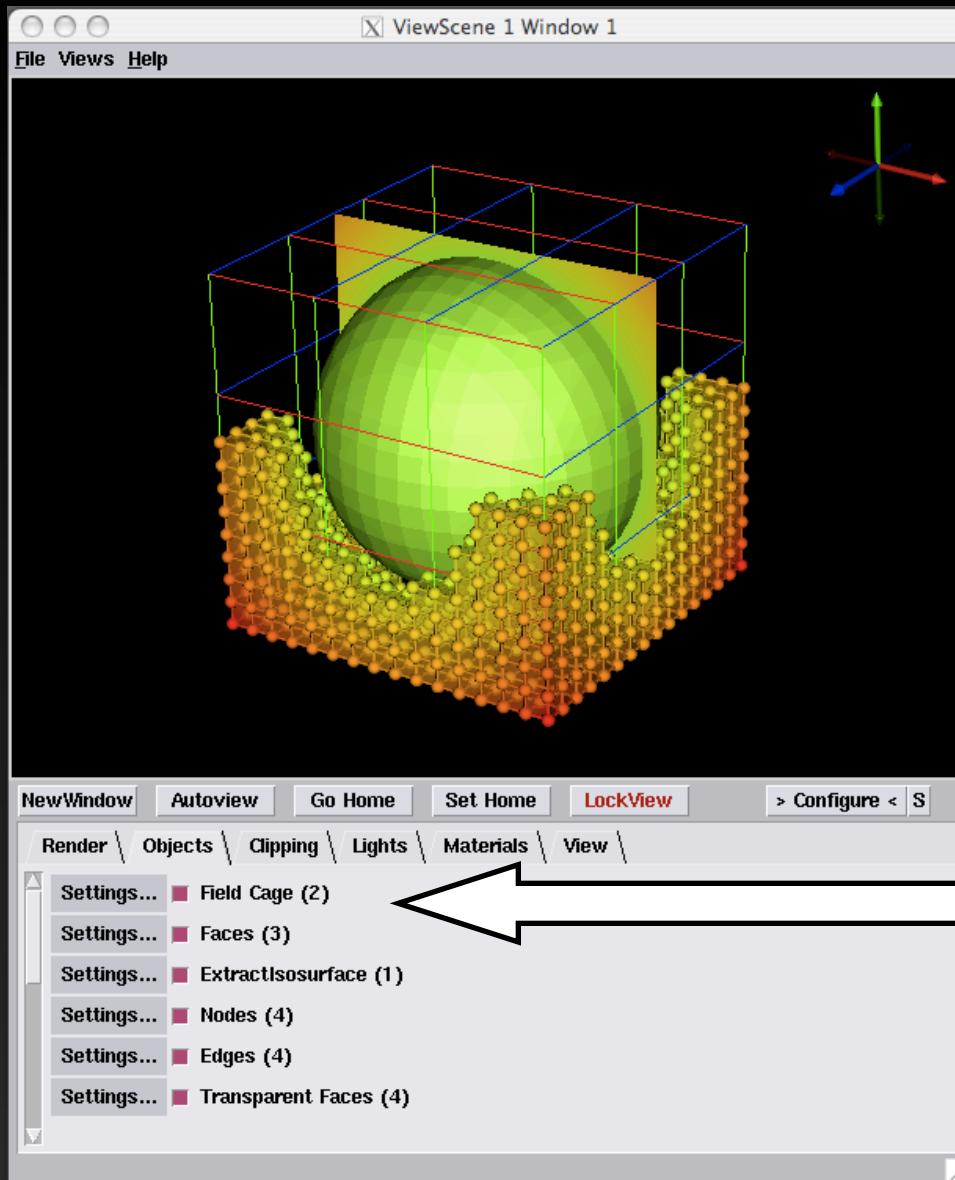 X ViewScene 1 Window 1
File Views Help
NewWindow Autoview Go Home Set Home LockView > Configure < S
Render Objects Clipping Lights Materials View
Settings... Field Cage (2)
Settings... Faces (3)
Settings... ExtractIsosurface (1)
Settings... Nodes (4)
Settings... Edges (4)
Settings... Transparent Faces (4)